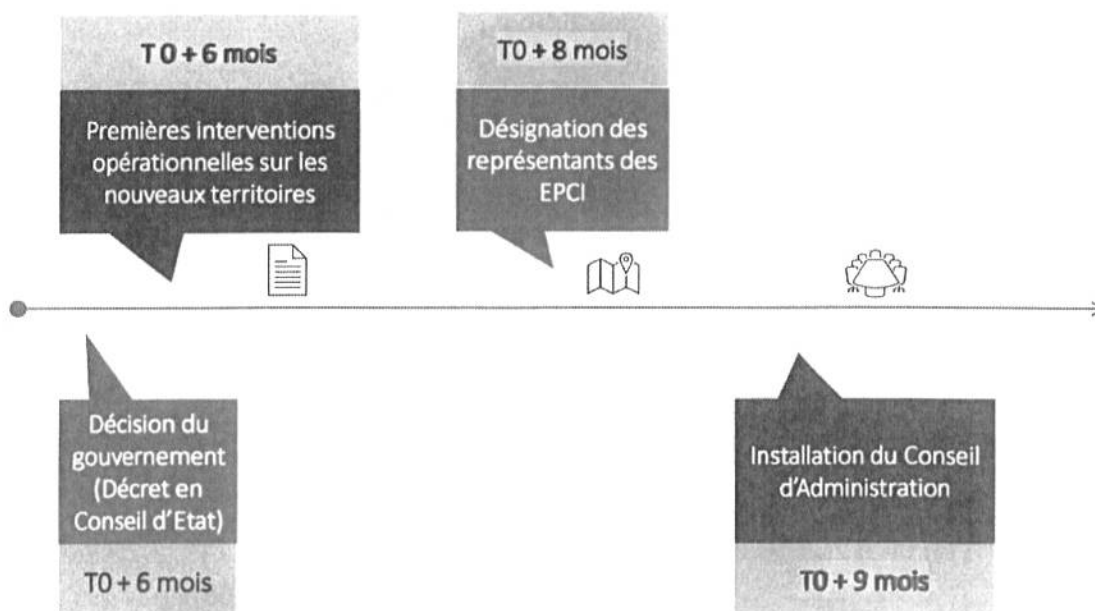 T 0 + 6 mois
Premières interventions
opérationnelles sur les
nouveaux territoires
T0 + 8 mois
Désignation des
représentants des
EPCI
Décision du
gouvernement
(Décret en
Conseil d'Etat)
T0 + 6 mois
Installation du Conseil
d'Administration
T0 + 9 mois